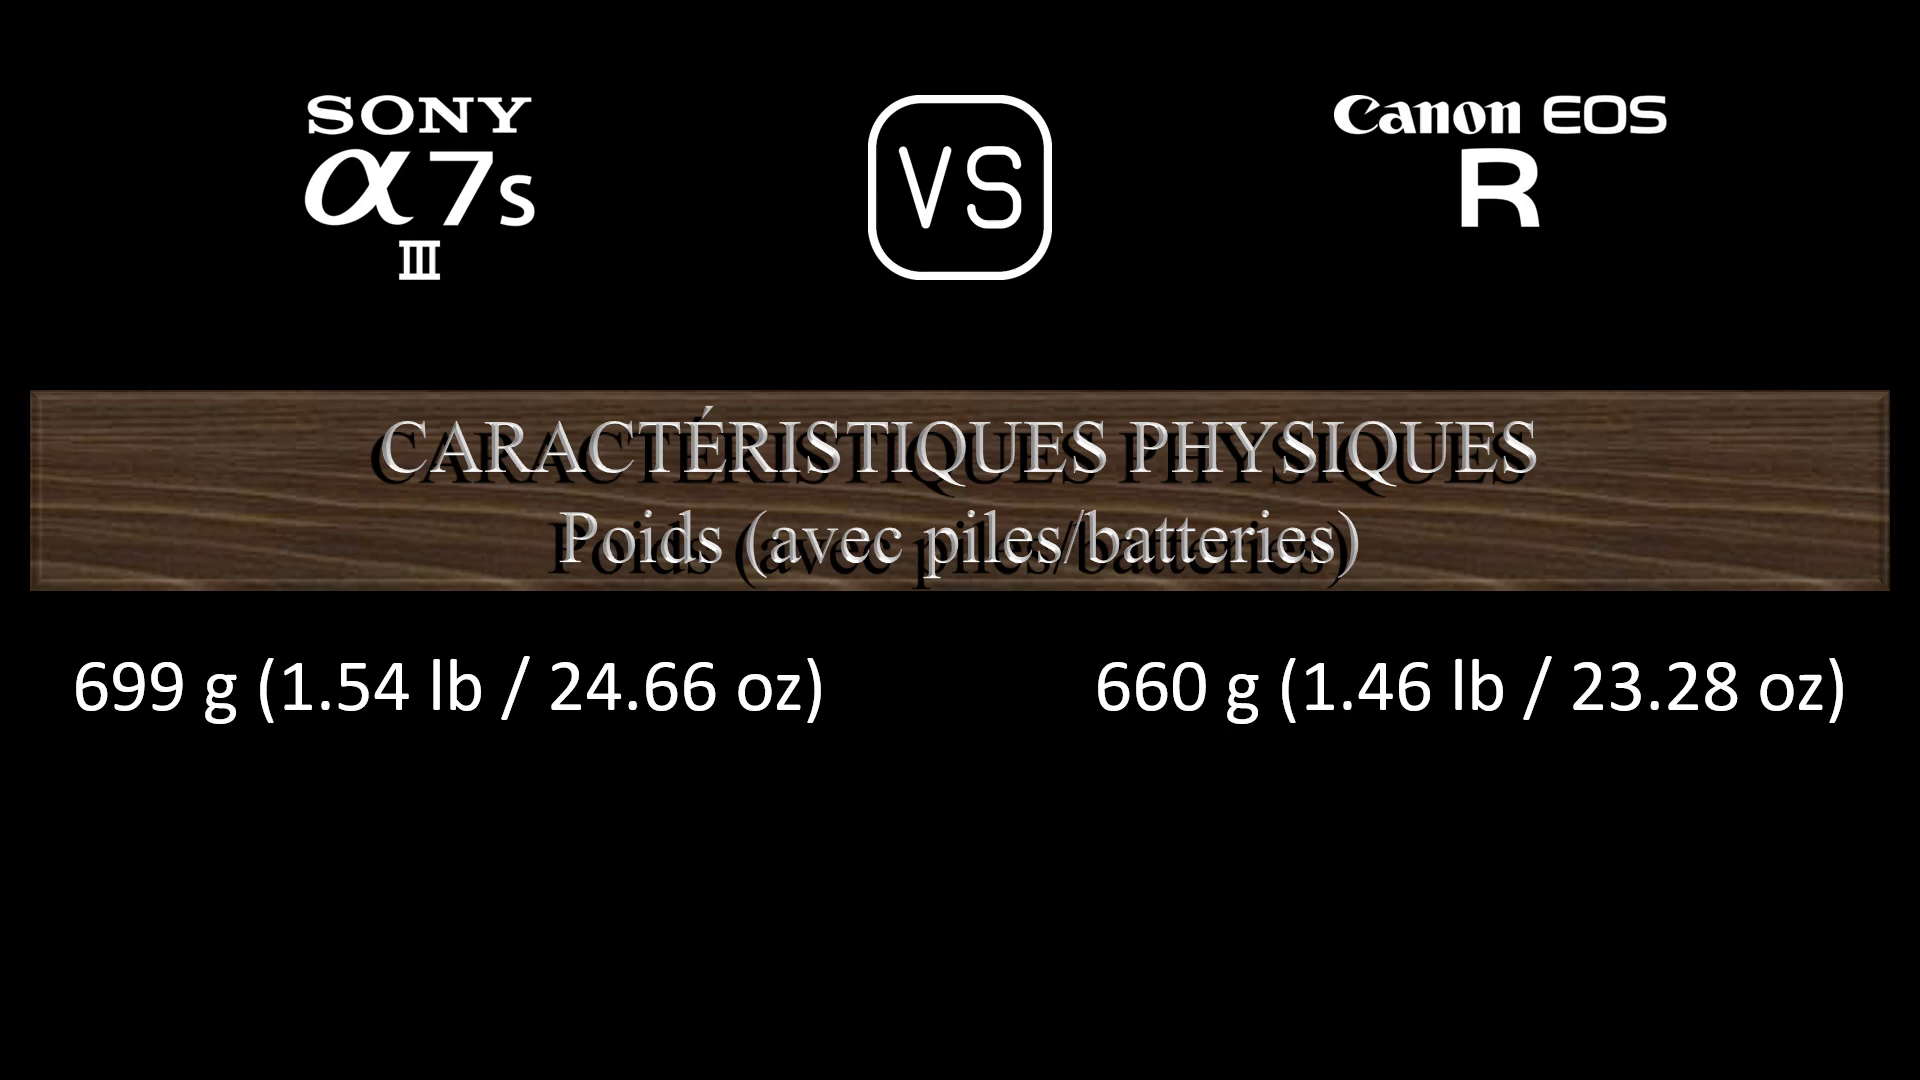 SONY
α7s
III
VS
Canon EOS
R
CARACTÉRISTIQUES PHYSIQUES
Poids (avec piles/batteries)
699 g (1.54 lb / 24.66 oz)
660 g (1.46 lb / 23.28 oz)